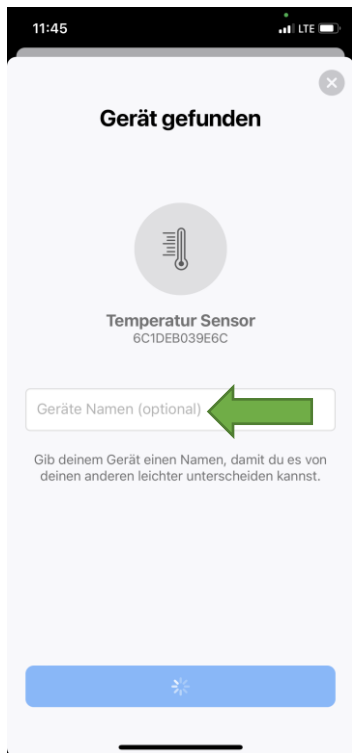 11:45
LTE
Gerät gefunden
Temperatur Sensor
6C1DEB039E6C
Geräte Namen (optional)
Gib deinem Gerät einen Namen, damit du es von
deinen anderen leichter unterscheiden kannst.